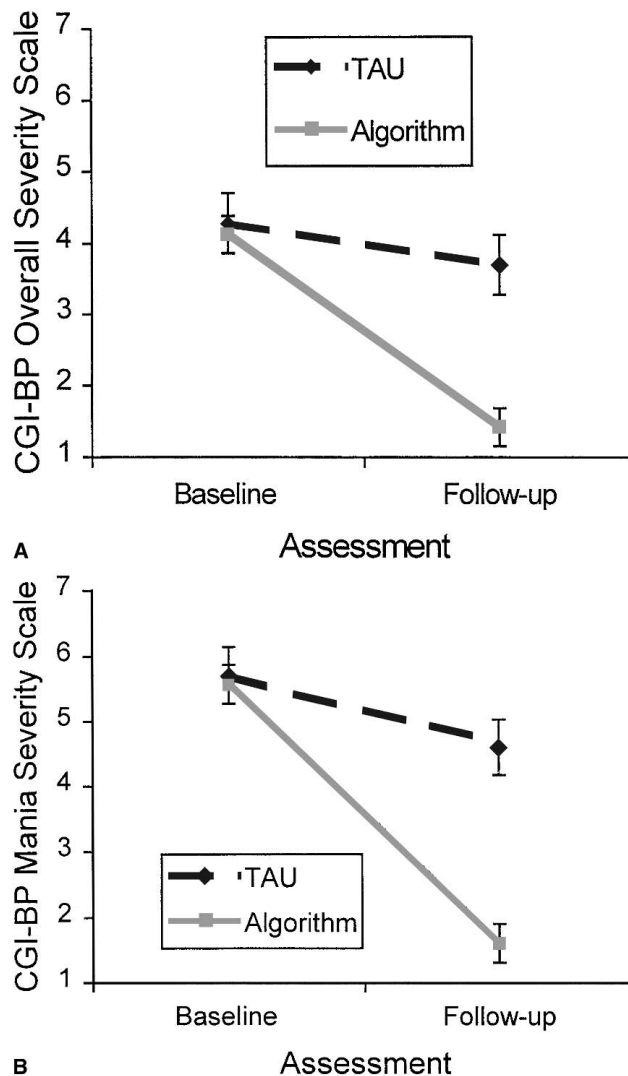 7
6
5
4
3
2
1
CGI-BP Overall Severity Scale
TAU
Algorithm
Baseline
Follow-up
A
Assessment
7
6
5
4
3
2
1
CGI-BP Mania Severity Scale
TAU
Algorithm
Baseline
Follow-up
B
Assessment